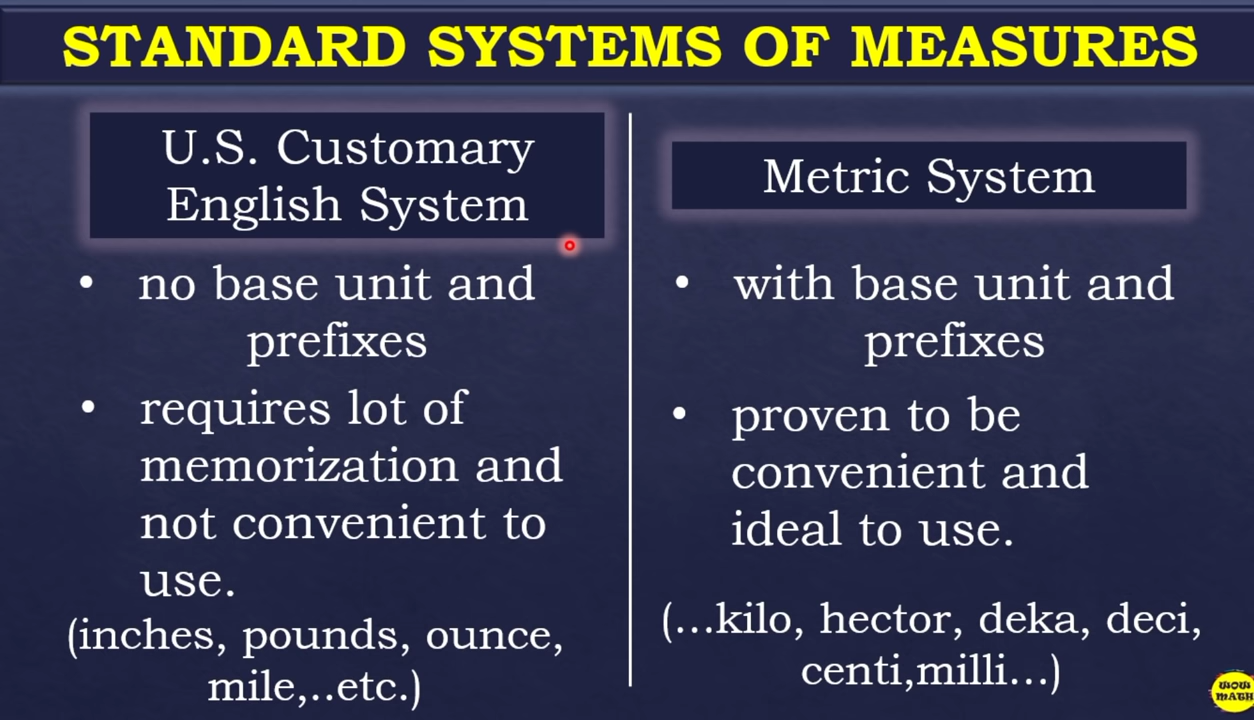 STANDARD SYSTEMS OF MEASURES
U.S. Customary
English System
• no base unit and
prefixes
• requires lot of
memorization and
not convenient to
use.
(inches, pounds, ounce,
mile,..etc.)
Metric System
• with base unit and
prefixes
• proven to be
convenient and
ideal to use.
(...kilo, hector, deka, deci,
centi,milli...)
WOW
MATH